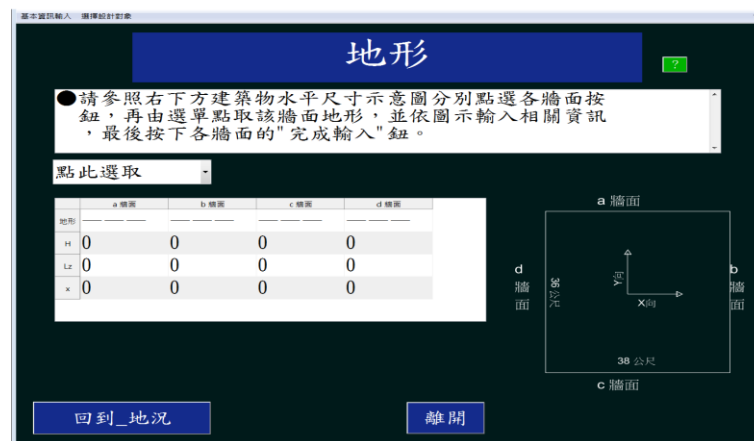 基本資訊輸入 選擇設計對象
地形
?
●請參照右下方建築物水平尺寸示意圖分別點選各牆面按
鈕，再由選單點取該牆面地形，並依圖示輸入相關資訊
，最後按下各牆面的"完成輸入"鈕。
點此選取
a 牆面 b 牆面 c 牆面 d 牆面
地形 — — — — — — — — — — — —
H 0 0 0 0
Lz 0 0 0 0
x 0 0 0 0
a 牆面
d 牆面
36 公尺
Y向
X向
b 牆面
38 公尺
c 牆面
回到_地況
離開